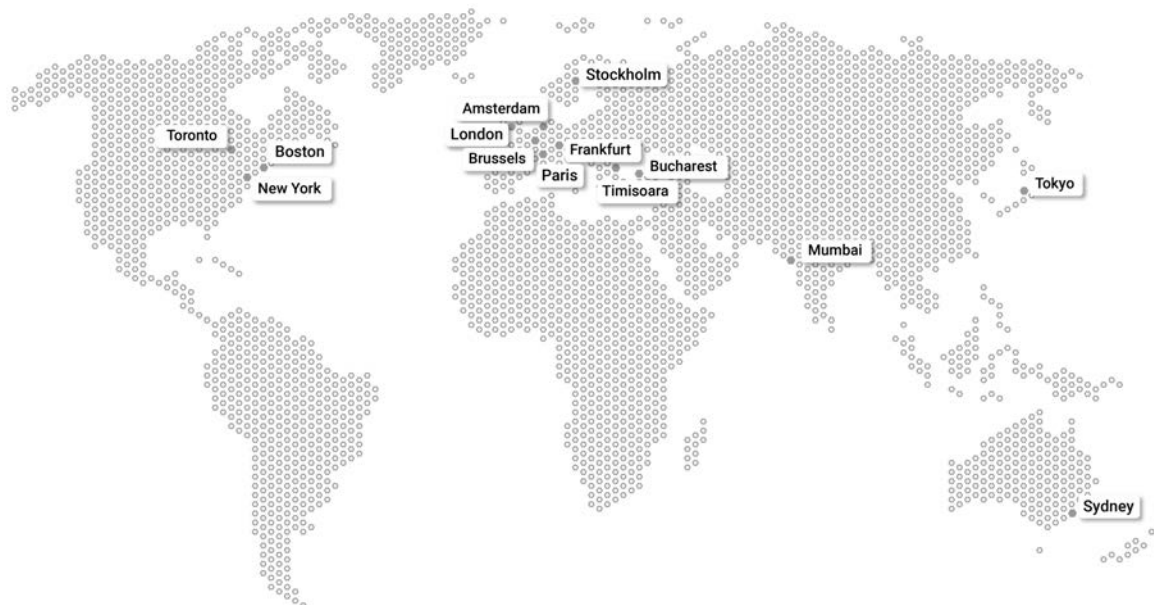 Stockholm
Amsterdam
Toronto
London
Boston
Brussels
Frankfurt
Bucharest
Paris
New York
Timisoara
Tokyo
Mumbai
Sydney